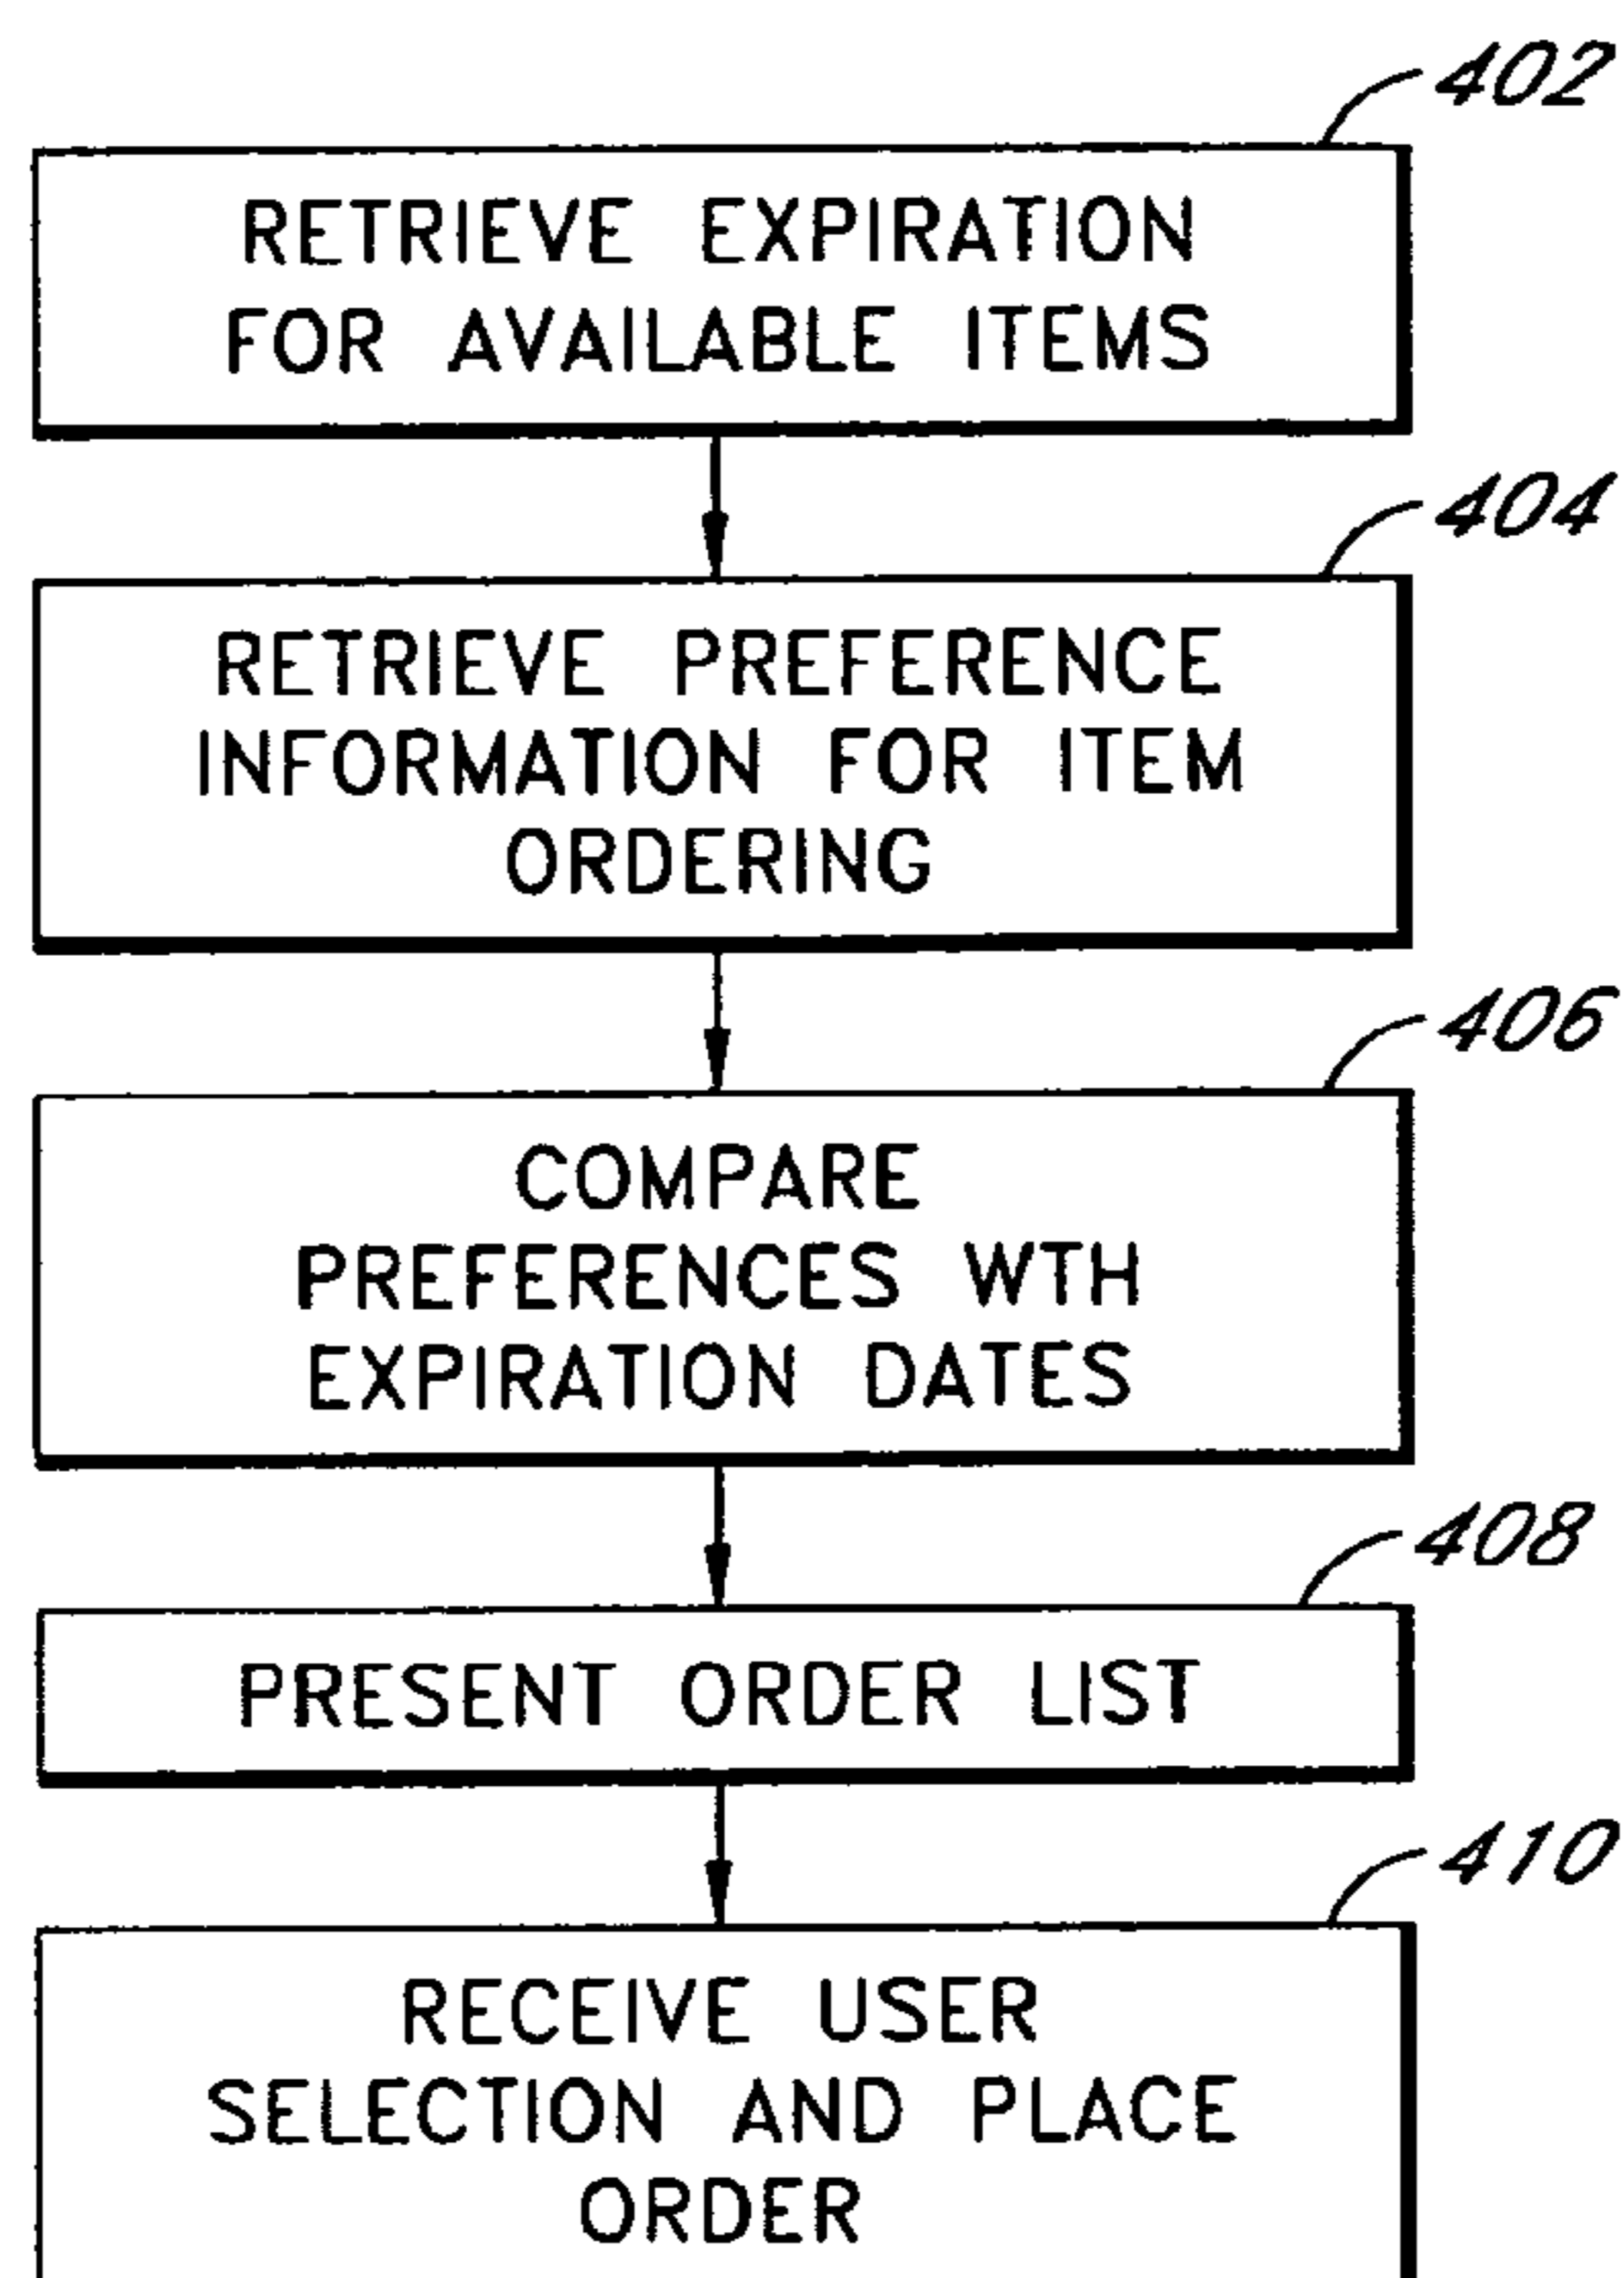 402
RETRIEVE EXPIRATION
FOR AVAILABLE ITEMS
404
RETRIEVE PREFERENCE
INFORMATION FOR ITEM
ORDERING
406
COMPARE
PREFERENCES WTH
EXPIRATION DATES
408
PRESENT ORDER LIST
410
RECEIVE USER
SELECTION AND PLACE
ORDER